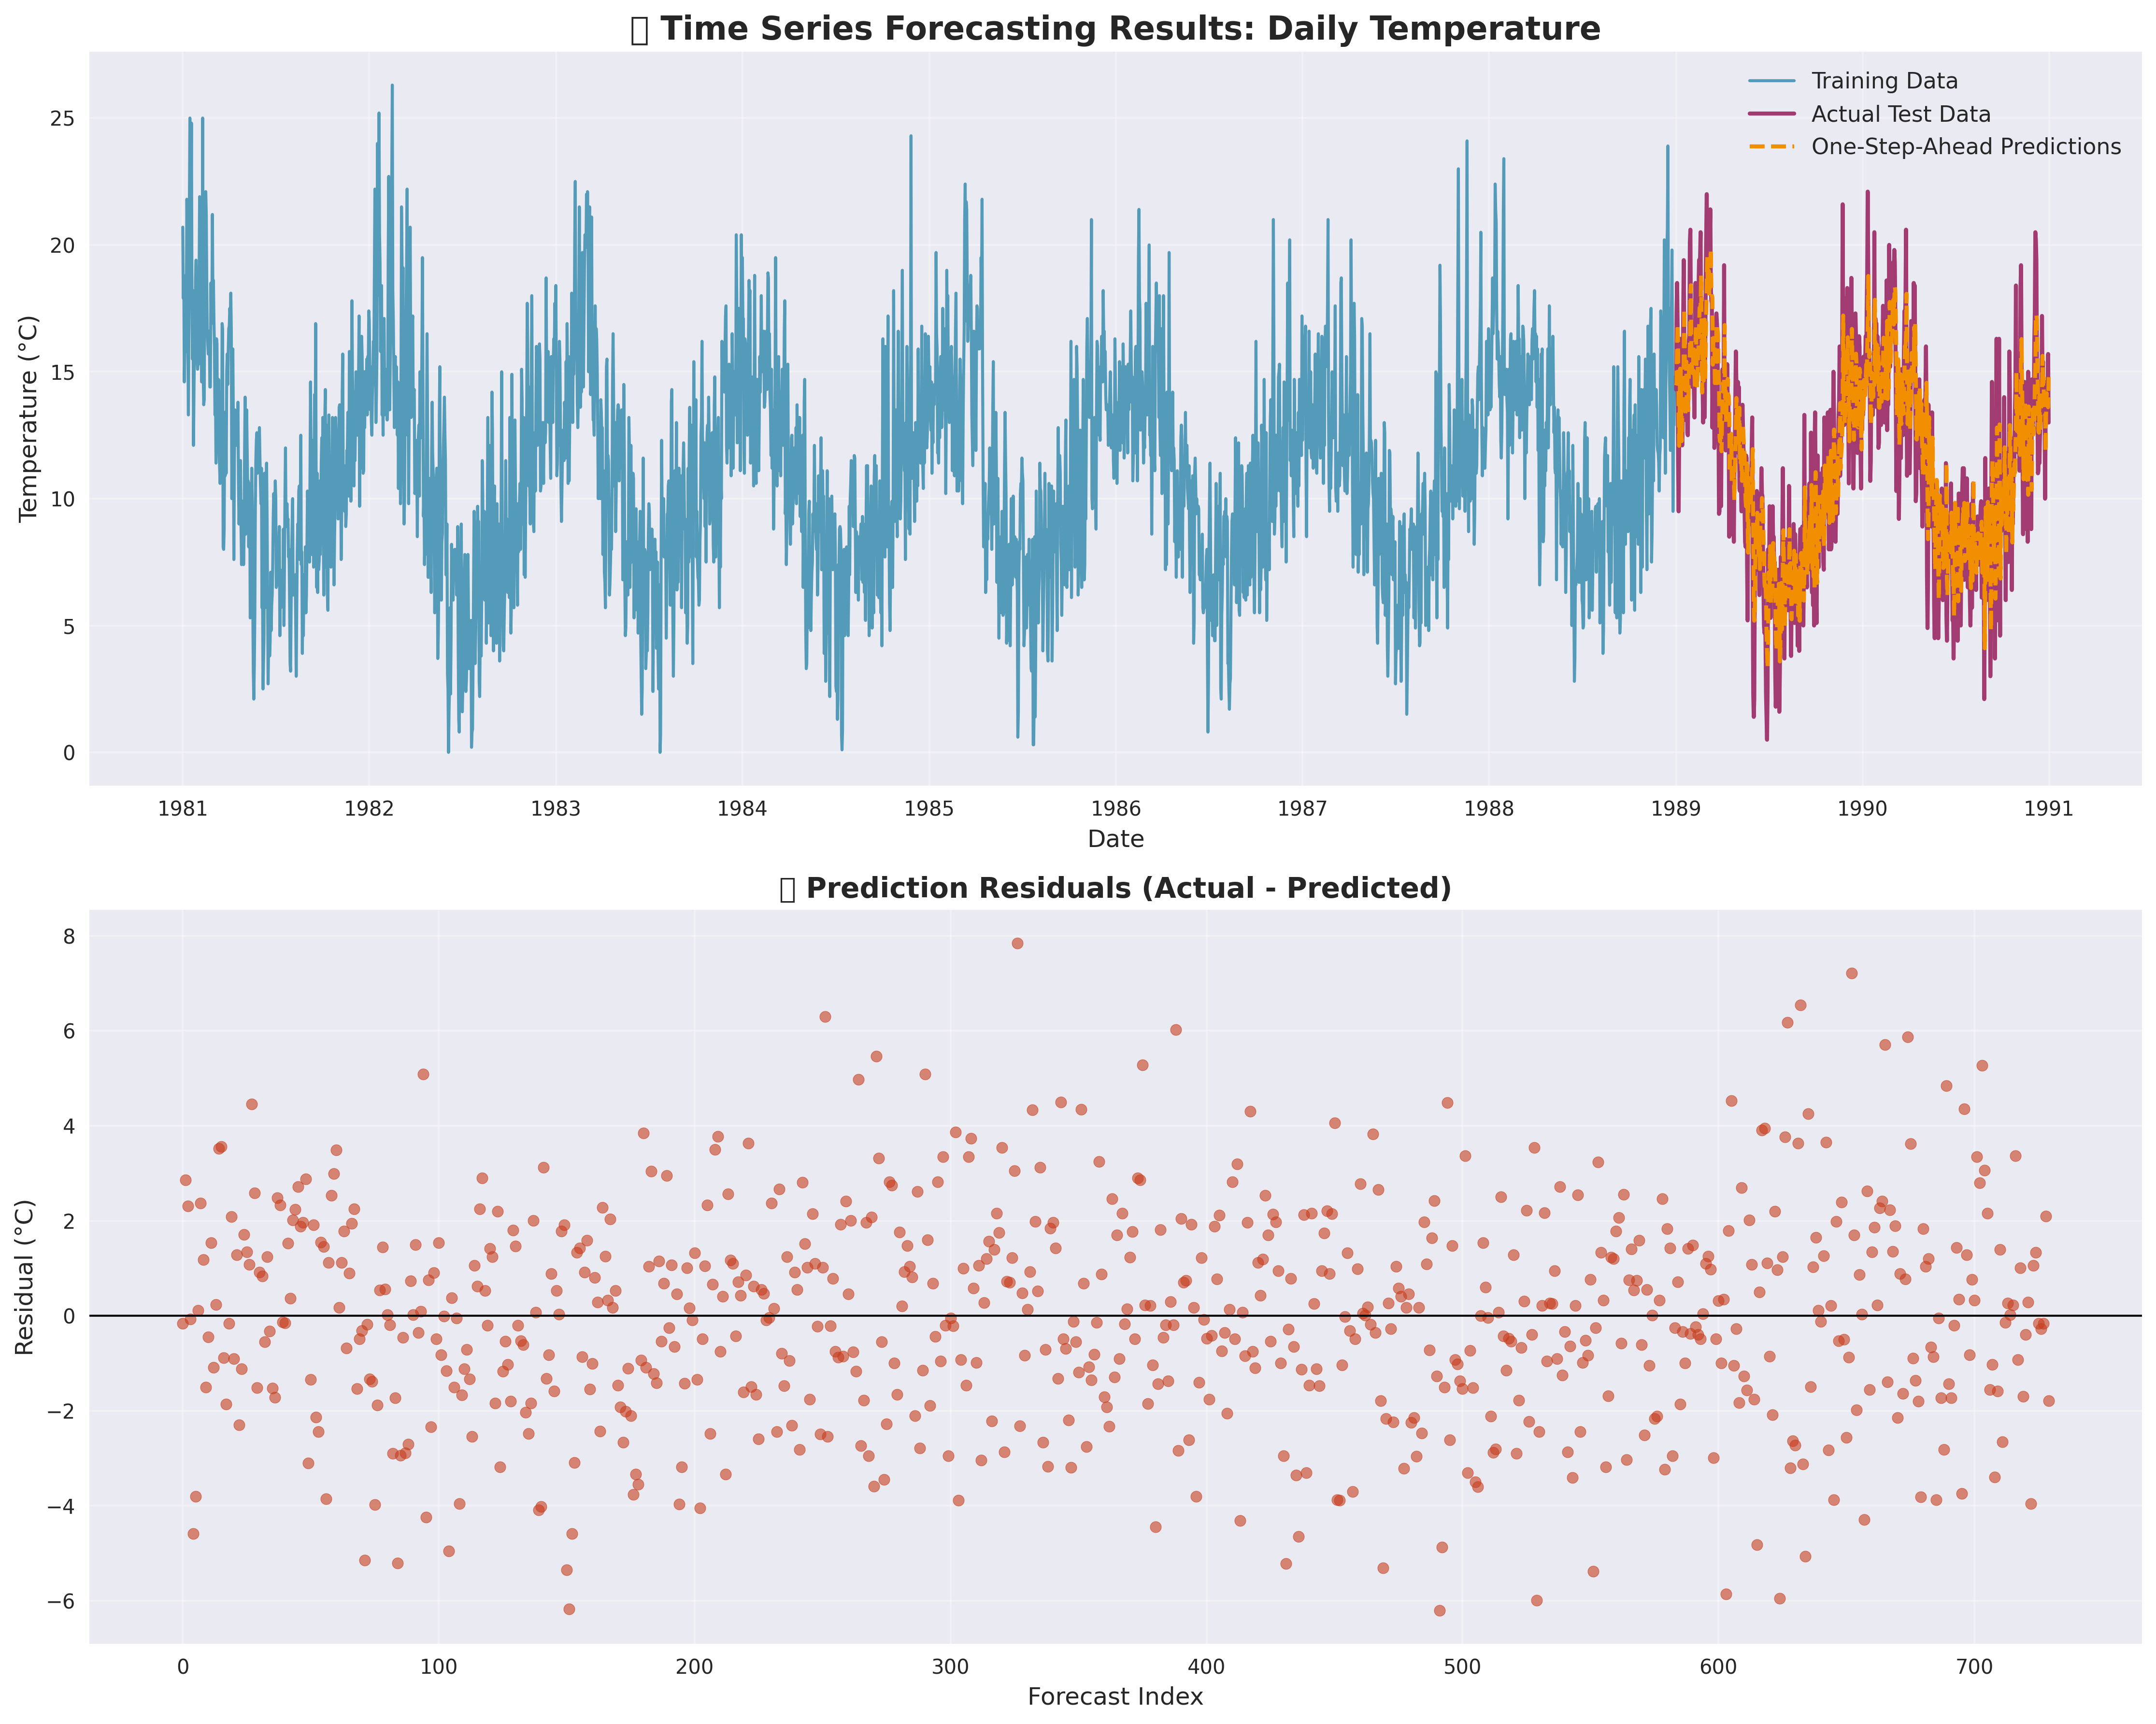 ▯ Time Series Forecasting Results: Daily Temperature
Training Data
Actual Test Data
One-Step-Ahead Predictions
Temperature (°C)
25
20
15
10
5
0
1981 1982 1983 1984 1985 1986 1987 1988 1989 1990 1991
Date
▯ Prediction Residuals (Actual - Predicted)
Residual (°C)
8
6
4
2
0
−2
−4
−6
0 100 200 300 400 500 600 700
Forecast Index